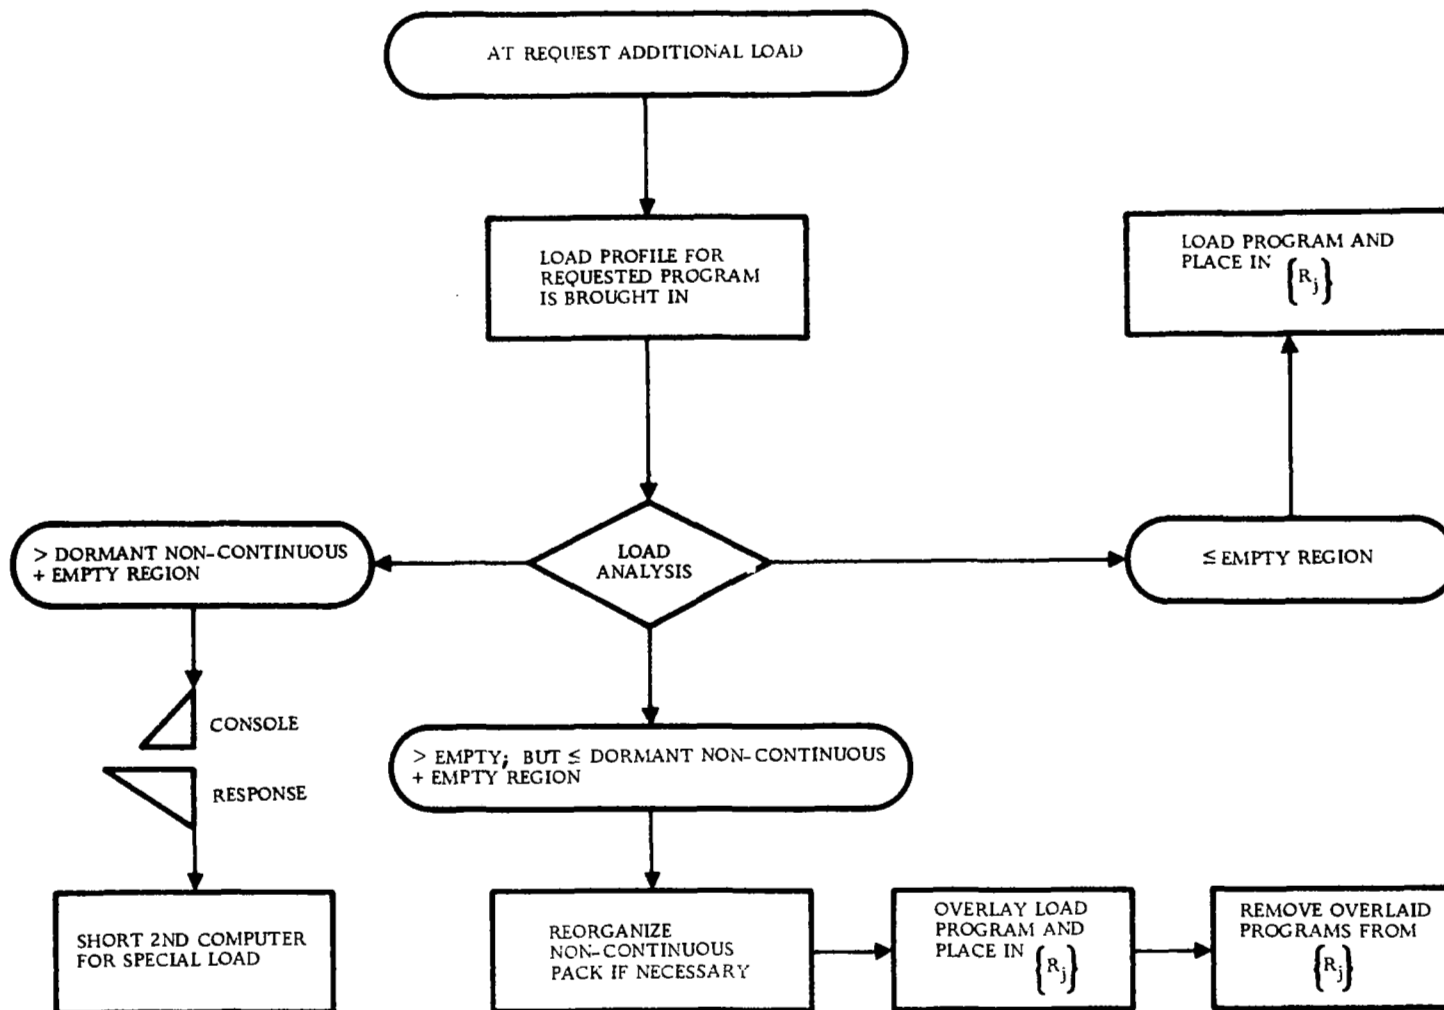 AT REQUEST ADDITIONAL LOAD
LOAD PROFILE FOR
REQUESTED PROGRAM
IS BROUGHT IN
LOAD PROGRAM AND
PLACE IN {Rj}
> DORMANT NON-CONTINUOUS
+ EMPTY REGION
LOAD
ANALYSIS
≤ EMPTY REGION
CONSOLE
RESPONSE
> EMPTY; BUT ≤ DORMANT NON-CONTINUOUS
+ EMPTY REGION
SHORT 2ND COMPUTER
FOR SPECIAL LOAD
REORGANIZE
NON-CONTINUOUS
PACK IF NECESSARY
OVERLAY LOAD
PROGRAM AND
PLACE IN {Rj}
REMOVE OVERLAID
PROGRAMS FROM
{Rj}